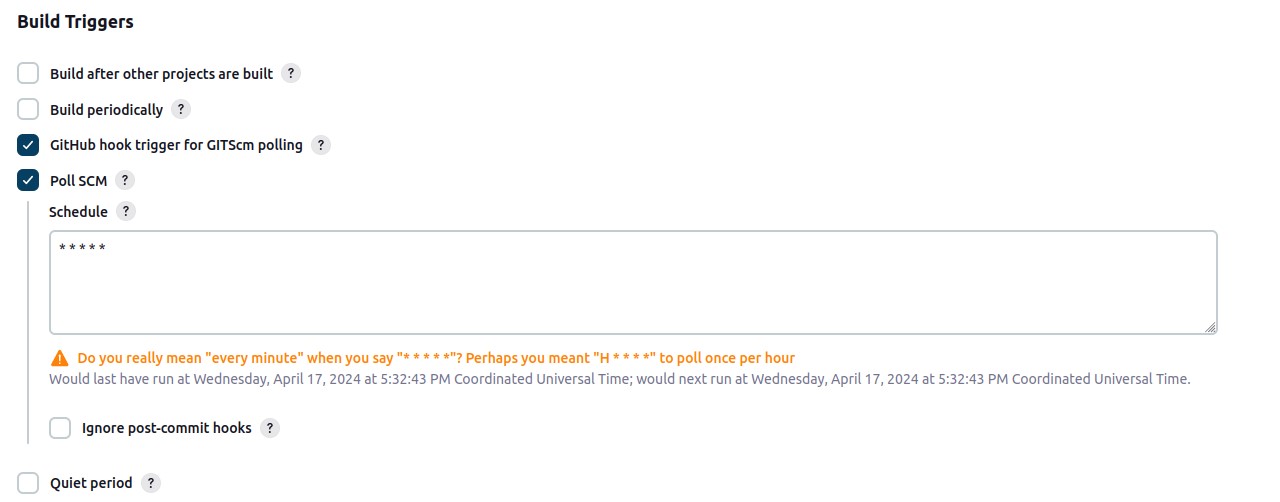 Build Triggers
Build after other projects are built ?
Build periodically ?
GitHub hook trigger for GITScm polling ?
Poll SCM ?
Schedule ?
* * * * *
Do you really mean "every minute" when you say "* * * * *"? Perhaps you meant "H * * * *" to poll once per hour
Would last have run at Wednesday, April 17, 2024 at 5:32:43 PM Coordinated Universal Time; would next run at Wednesday, April 17, 2024 at 5:32:43 PM Coordinated Universal Time.
Ignore post-commit hooks ?
Quiet period ?